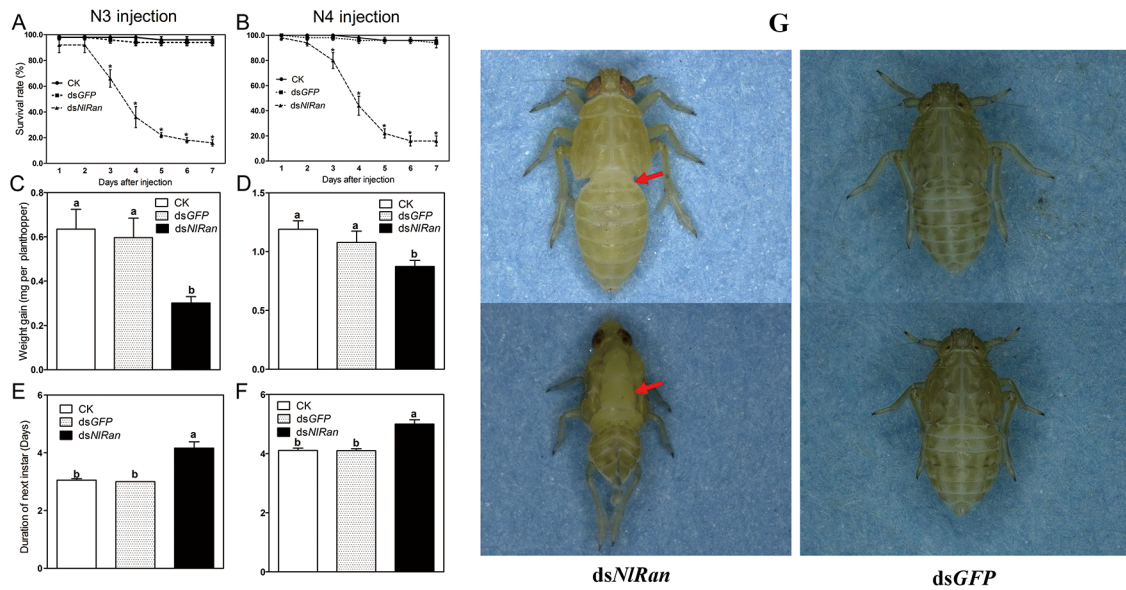 N3 injection
N4 injection
G
A
B
100.0
80.0
60.0
40.0
20.0
0.0
Survival rate (%)
CK
dsGFP
dsNlRan
* * * * *
1 2 3 4 5 6 7
Days after injection
100.0
80.0
60.0
40.0
20.0
0.0
CK
dsGFP
dsNlRan
* * * * *
1 2 3 4 5 6 7
Days after injection
C
D
0.8
0.6
0.4
0.2
0.0
Weight gain (mg per planthopper)
a
a
b
CK
dsGFP
dsNlRan
1.5
1.0
0.5
0.0
a
a
b
CK
dsGFP
dsNlRan
E
F
6
4
2
0
Duration of next instar (Days)
CK
dsGFP
dsNlRan
b
b
a
6
4
2
0
CK
dsGFP
dsNlRan
b
b
a
dsNlRan
dsGFP